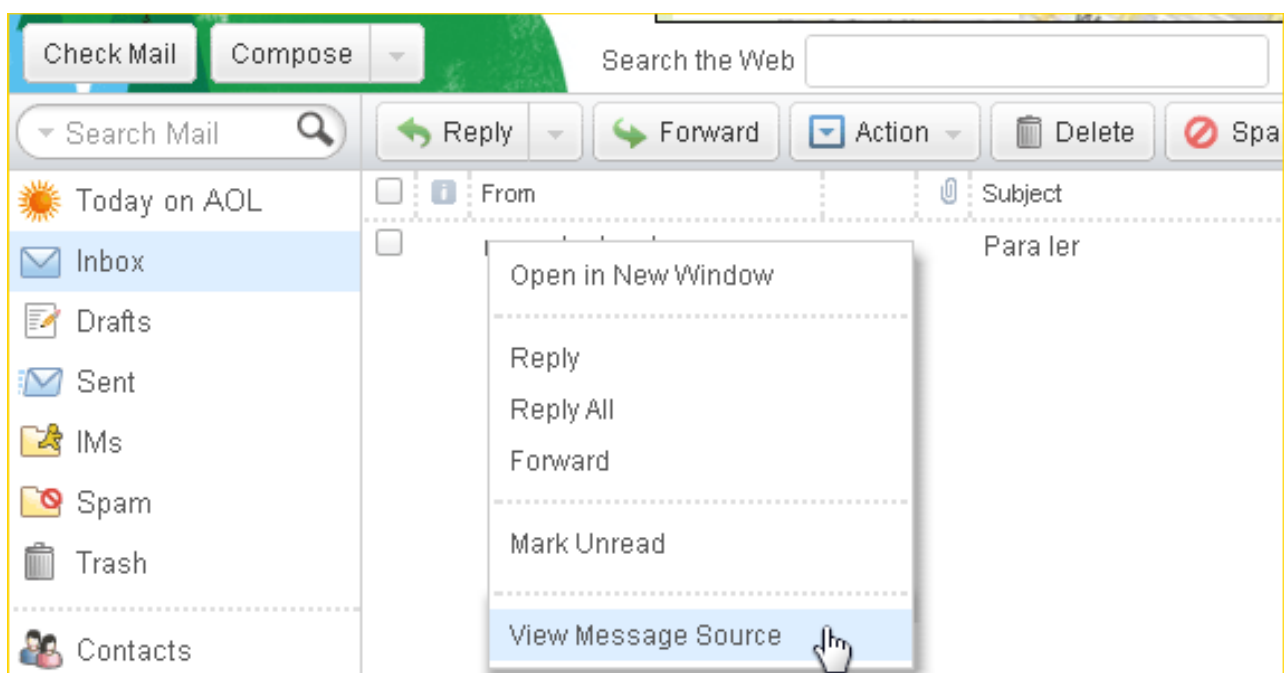 Check Mail
Compose
Search the Web
Search Mail
Reply
Forward
Action
Delete
Spa
Today on AOL
From
Subject
Inbox
Para ler
Open in New Window
Drafts
Reply
Sent
Reply All
IMs
Forward
Spam
Mark Unread
Trash
View Message Source
Contacts